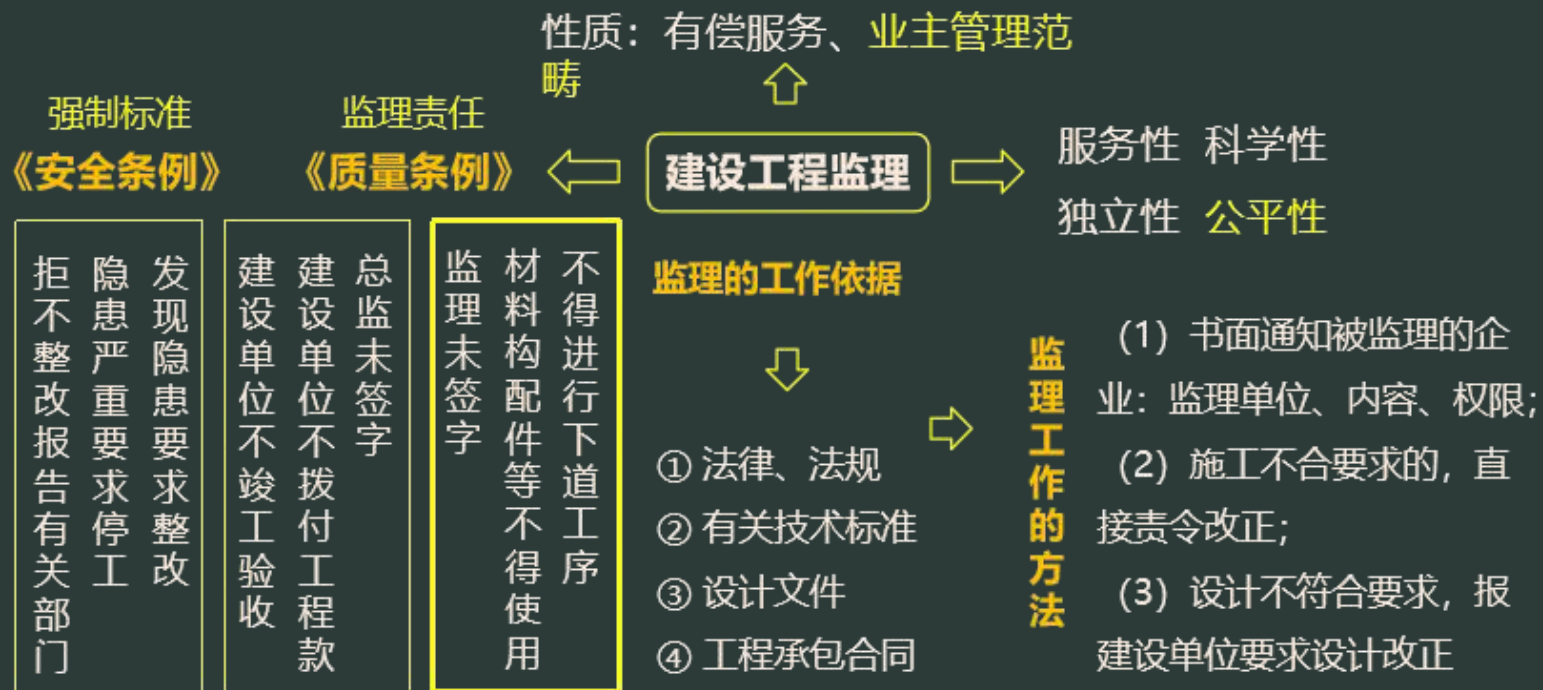 性质：有偿服务、业主管理范
畴
强制标准
监理责任
《安全条例》
《质量条例》
建设工程监理
服务性 科学性
独立性 公平性
发现隐患要求整改
隐患严重要求停工
拒不整改报告有关部门
总监未签字
建设单位不拨付工程款
建设单位不竣工验收
监理未签字
材料构配件等不得使用
不得进行下道工序
监理的工作依据
① 法律、法规
② 有关技术标准
③ 设计文件
④ 工程承包合同
监理工作的方法
（1）书面通知被监理的企
业：监理单位、内容、权限；
（2）施工不合要求的，直
接责令改正；
（3）设计不符合要求，报
建设单位要求设计改正